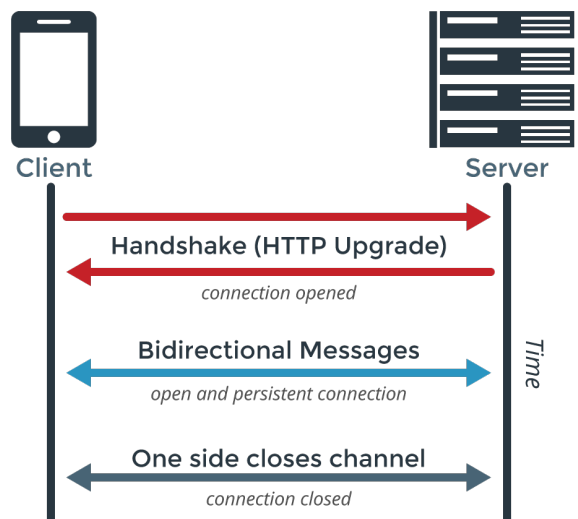 Client
Server
Handshake (HTTP Upgrade)
connection opened
Bidirectional Messages
open and persistent connection
Time
One side closes channel
connection closed